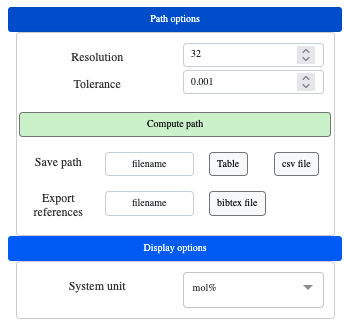 Path options
Resolution 32
Tolerance 0.001
Compute path
Save path filename Table csv file
Export
references filename bibtex file
Display options
System unit mol%